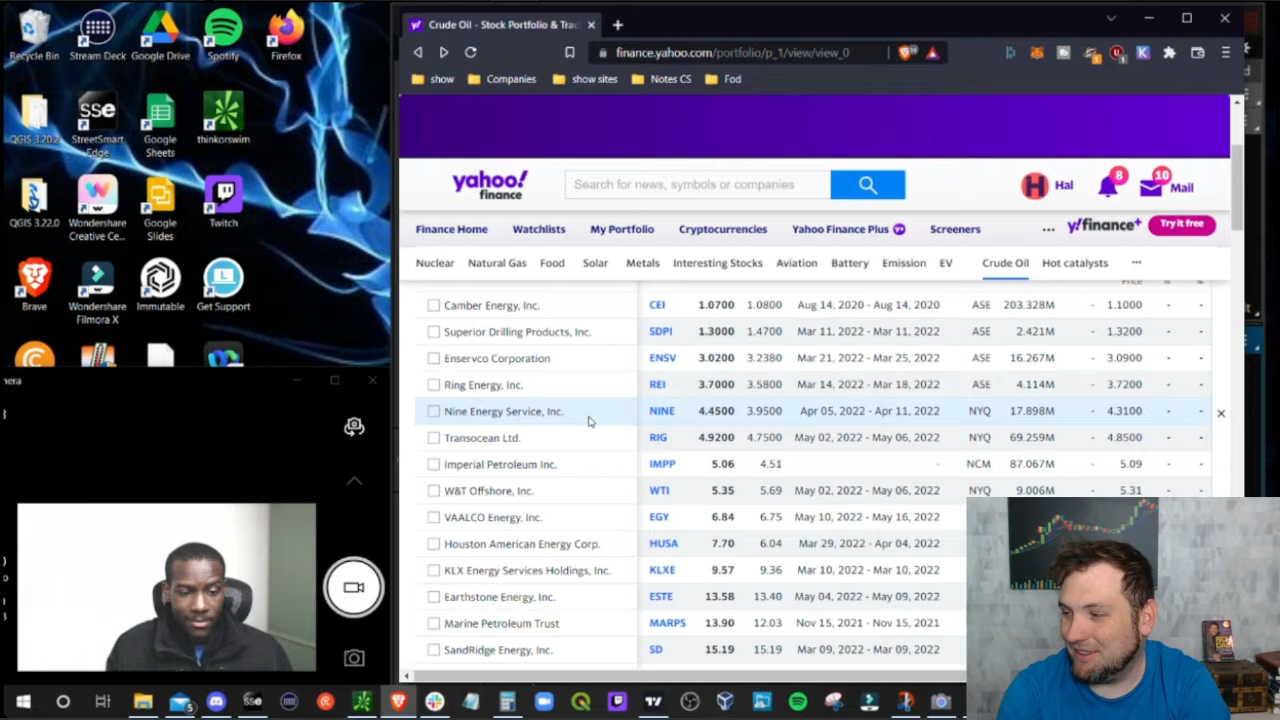 Recycle Bin
Stream Deck
Google Drive
Spotify
Firefox
QGIS 3.20.2
sse
StreetSmart Edge
Google Sheets
thinkorswim
QGIS 3.22.0
Wondershare Creative Ce...
Google Slides
Twitch
Brave
Wondershare Filmora X
Immutable
Get Support
mera
Crude Oil - Stock Portfolio & Trac
finance.yahoo.com/portfolio/p_1/view/view_0
show Companies show sites Notes CS Fod
yahoo!
finance
Search for news, symbols or companies
H Hal 8 10 Mail
Finance Home Watchlists My Portfolio Cryptocurrencies Yahoo Finance Plus Y+ Screeners ... y!finance+ Try it free
Nuclear Natural Gas Food Solar Metals Interesting Stocks Aviation Battery Emission EV Crude Oil Hot catalysts ...
Price % %
Camber Energy, Inc. CEI 1.0700 1.0800 Aug 14, 2020 - Aug 14, 2020 ASE 203.328M - 1.1000
Superior Drilling Products, Inc. SDPI 1.3000 1.4700 Mar 11, 2022 - Mar 11, 2022 ASE 2.421M - 1.3200 - -
Enservco Corporation ENSV 3.0200 3.2380 Mar 21, 2022 - Mar 25, 2022 ASE 16.267M - 3.0900 - -
Ring Energy, Inc. REI 3.7000 3.5800 Mar 14, 2022 - Mar 18, 2022 ASE 4.114M - 3.7200 - -
Nine Energy Service, Inc. NINE 4.4500 3.9500 Apr 05, 2022 - Apr 11, 2022 NYQ 17.898M - 4.3100 - -
Transocean Ltd. RIG 4.9200 4.7500 May 02, 2022 - May 06, 2022 NYQ 69.259M - 4.8500 - -
Imperial Petroleum Inc. IMPP 5.06 4.51 - NCM 87.067M - 5.09 - -
W&T Offshore, Inc. WTI 5.35 5.69 May 02, 2022 - May 06, 2022 NYQ 9.006M - 5.31 - -
VAALCO Energy, Inc. EGY 6.84 6.75 May 10, 2022 - May 16, 2022
Houston American Energy Corp. HUSA 7.70 6.04 Mar 29, 2022 - Apr 04, 2022
KLX Energy Services Holdings, Inc. KLXE 9.57 9.36 Mar 10, 2022 - Mar 10, 2022
Earthstone Energy, Inc. ESTE 13.58 13.40 May 04, 2022 - May 09, 2022
Marine Petroleum Trust MARPS 13.90 12.03 Nov 15, 2021 - Nov 15, 2021
SandRidge Energy, Inc. SD 15.19 15.19 Mar 09, 2022 - Mar 09, 2022